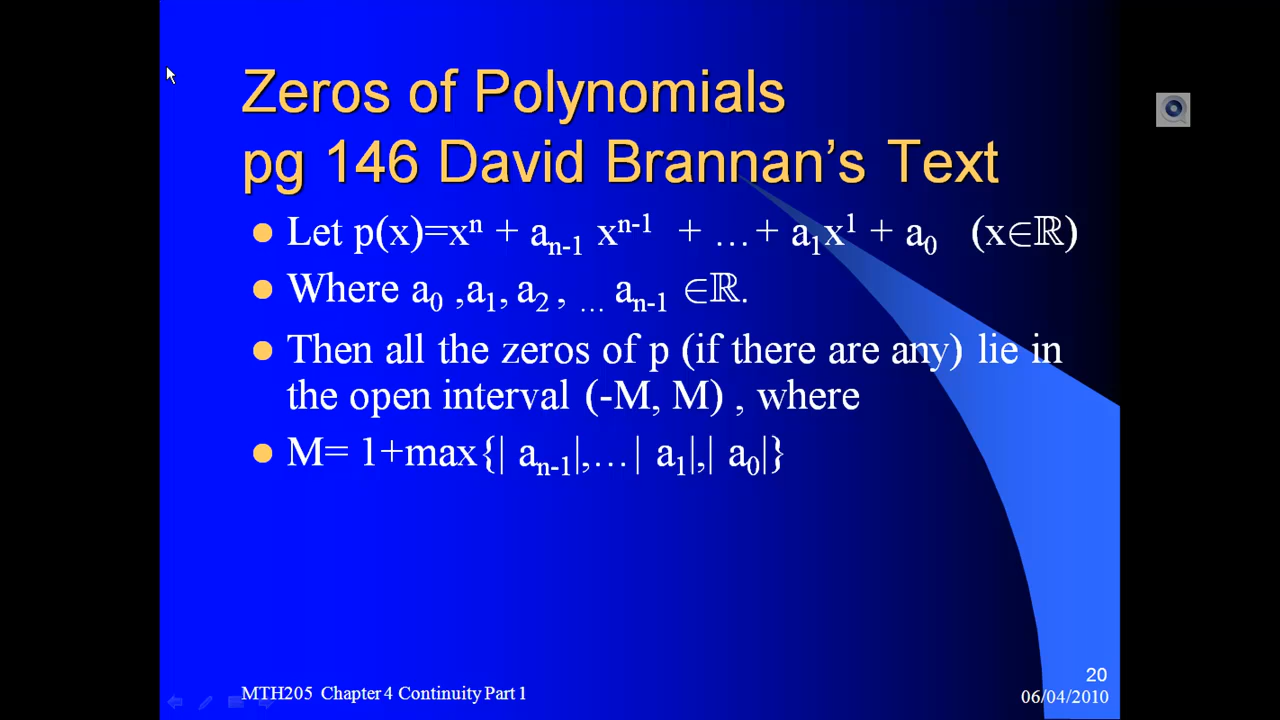 Zeros of Polynomials
pg 146 David Brannan's Text
Let p(x)=xⁿ + aₙ₋₁ xⁿ⁻¹ + …+ a₁x¹ + a₀ (x∈ℝ)
Where a₀ ,a₁, a₂ , … aₙ₋₁ ∈ℝ.
Then all the zeros of p (if there are any) lie in
the open interval (-M, M) , where
M= 1+max{| aₙ₋₁|,…| a₁|,| a₀|}
MTH205 Chapter 4 Continuity Part 1
20
06/04/2010